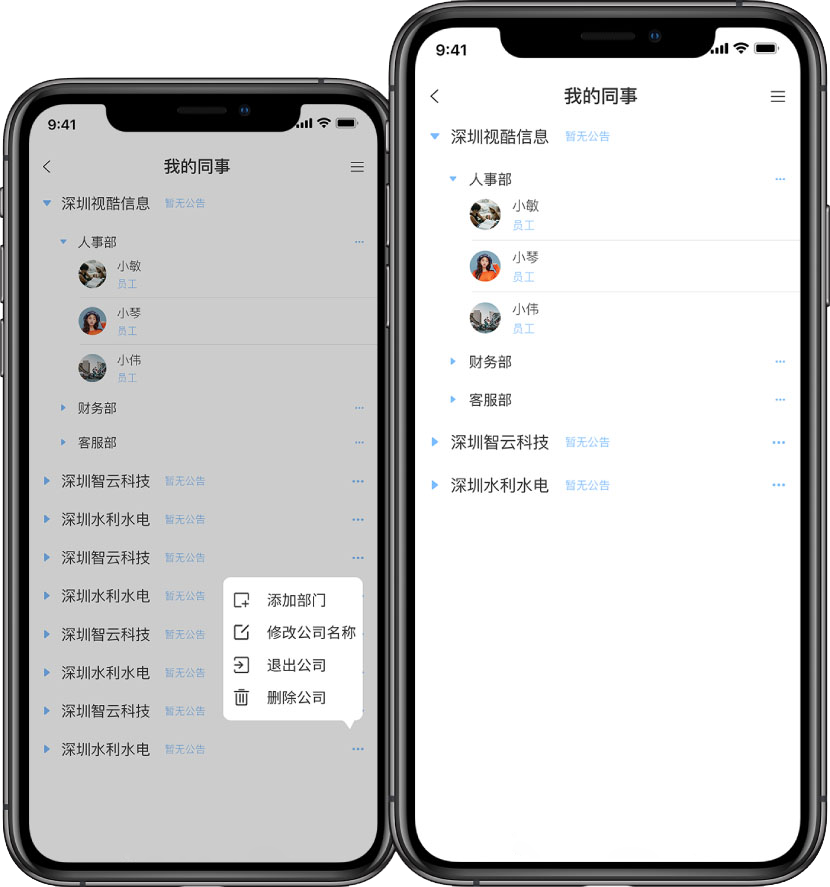 9:41
我的同事
深圳视酷信息 暂无公告
人事部
小敏
员工
小琴
员工
小伟
员工
财务部
客服部
深圳智云科技 暂无公告
深圳水利水电 暂无公告
深圳智云科技 暂无公告
深圳水利水电 暂无公告
深圳智云科技 暂无公告
深圳水利水电 暂无公告
深圳智云科技 暂无公告
深圳水利水电 暂无公告
添加部门
修改公司名称
退出公司
删除公司
9:41
我的同事
深圳视酷信息 暂无公告
人事部
小敏
员工
小琴
员工
小伟
员工
财务部
客服部
深圳智云科技 暂无公告
深圳水利水电 暂无公告